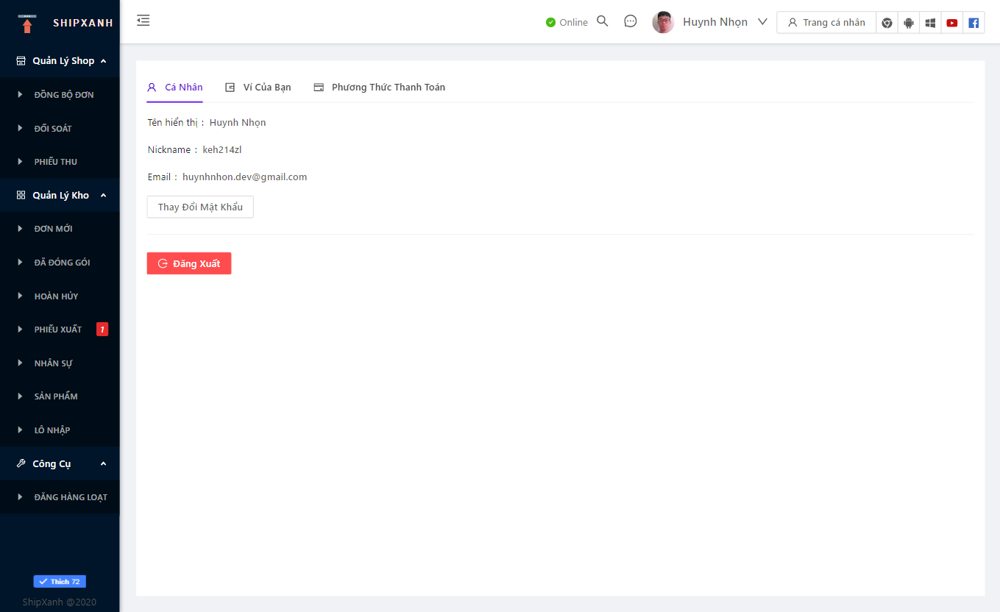 SHIPXANH
Quản Lý Shop
ĐỒNG BỘ ĐƠN
ĐỐI SOÁT
PHIẾU THU
Quản Lý Kho
ĐƠN MỚI
ĐÃ ĐÓNG GÓI
HOÀN HỦY
PHIẾU XUẤT 1
NHÂN SỰ
SẢN PHẨM
LÔ NHẬP
Công Cụ
ĐĂNG HÀNG LOẠT
Thích 72
ShipXanh @2020
Online
Huynh Nhọn
Trang cá nhân
Cá Nhân
Ví Của Bạn
Phương Thức Thanh Toán
Tên hiển thị : Huynh Nhọn
Nickname : keh214zl
Email : huynhnhon.dev@gmail.com
Thay Đổi Mật Khẩu
Đăng Xuất